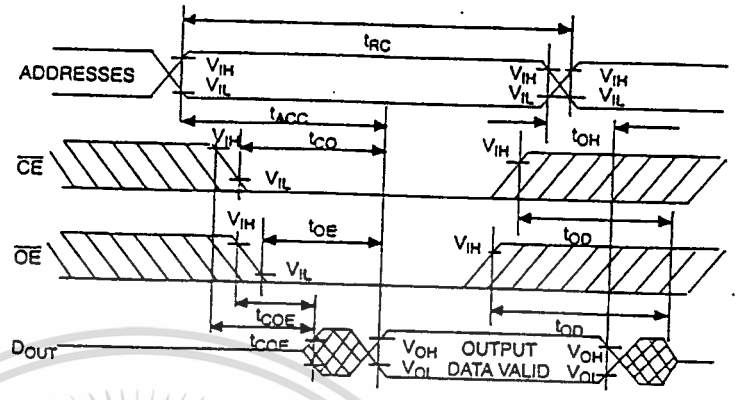 tRC
ADDRESSES
VIH
VIL
VIH
VIL
VIH
VIL
tACC
tCO
tOH
CE
VIH
VIL
VIH
OE
VIH
VIL
tOE
VIH
tOD
tCOE
tCOE
tOD
DOUT
VOH
VOL
OUTPUT
DATA VALID
VOH
VOL